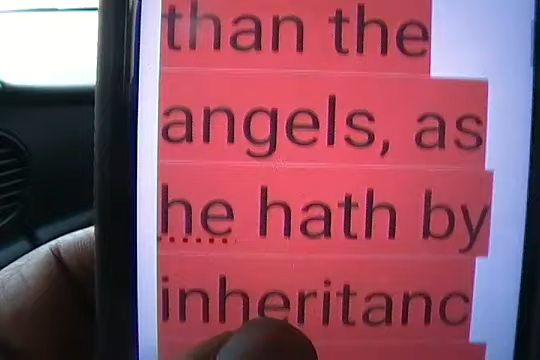 than the
angels, as
he hath by
inheritanc